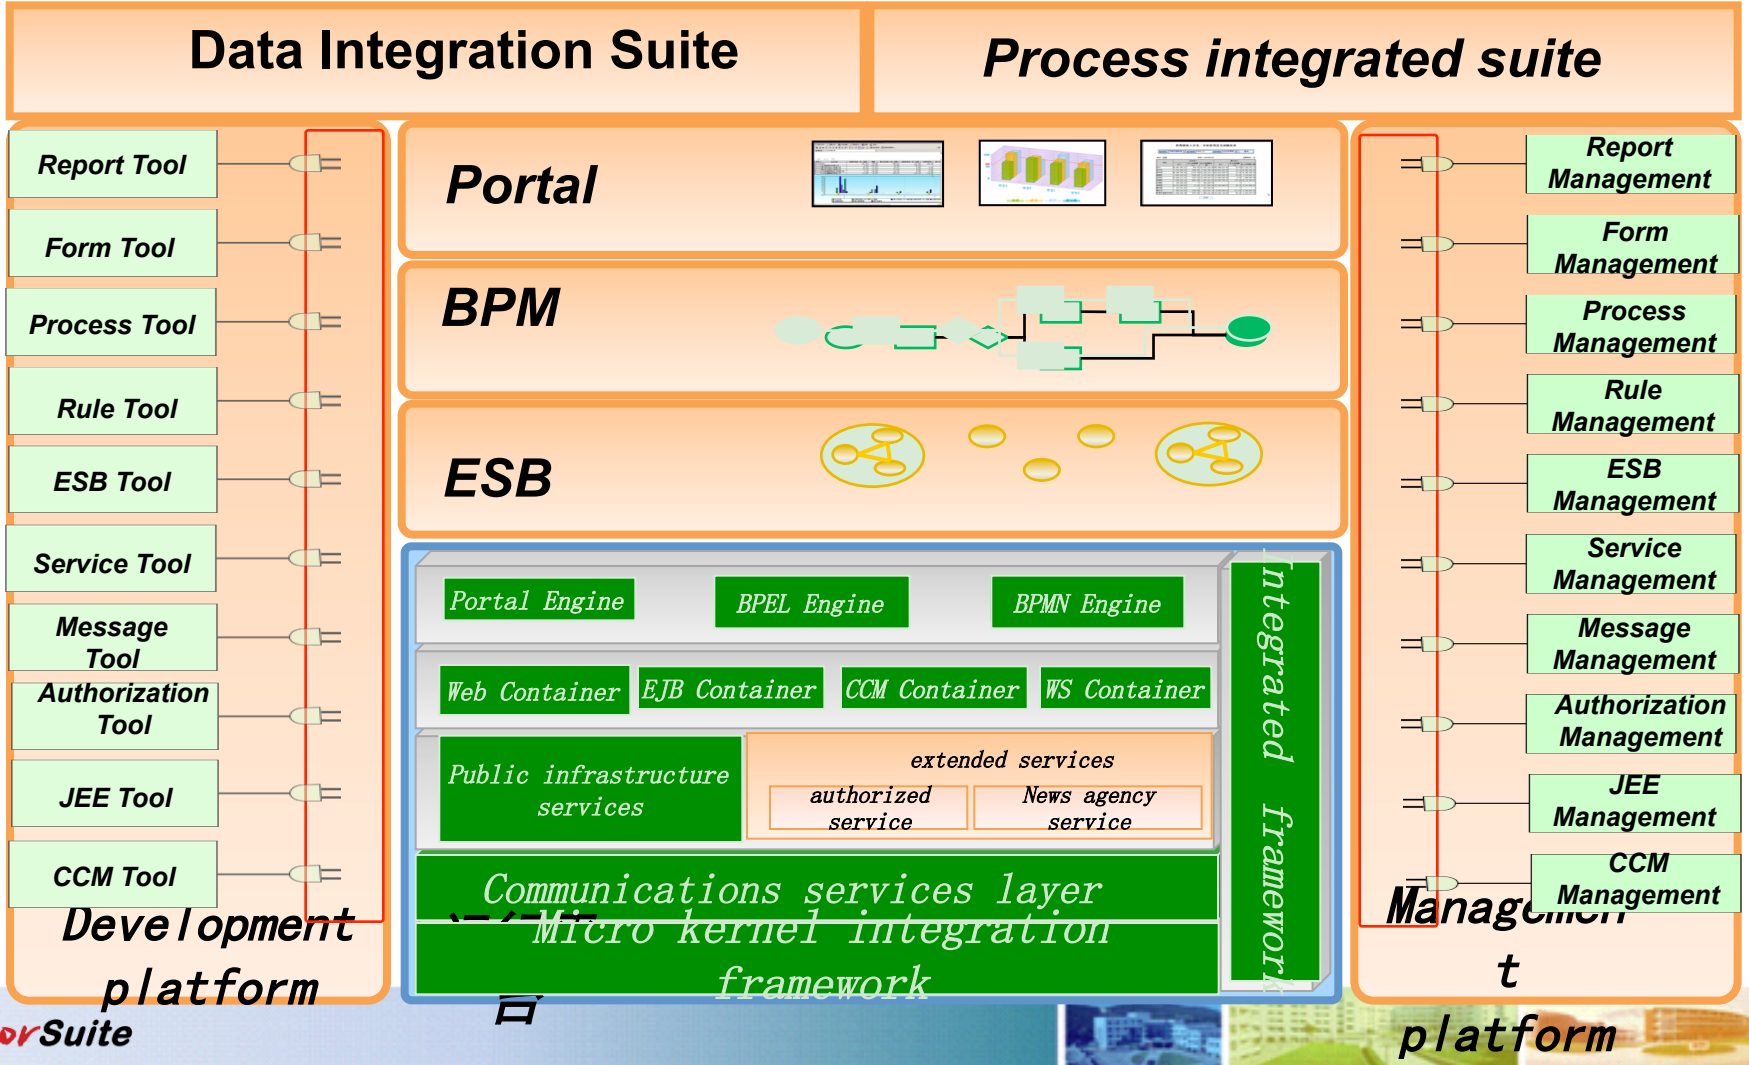 Data Integration Suite
Process integrated suite
Report Tool
Form Tool
Process Tool
Rule Tool
ESB Tool
Service Tool
Message
Tool
Authorization
Tool
JEE Tool
CCM Tool
Development
platform
Portal
BPM
ESB
Portal Engine
BPEL Engine
BPMN Engine
Web Container
EJB Container
CCM Container
WS Container
Public infrastructure
services
extended services
authorized
service
News agency
service
Communications services layer
Micro kernel integration
framework
Integrated framework
Report
Management
Form
Management
Process
Management
Rule
Management
ESB
Management
Service
Management
Message
Management
Authorization
Management
JEE
Management
CCM
Management
Managemen
t
platform
orSuite